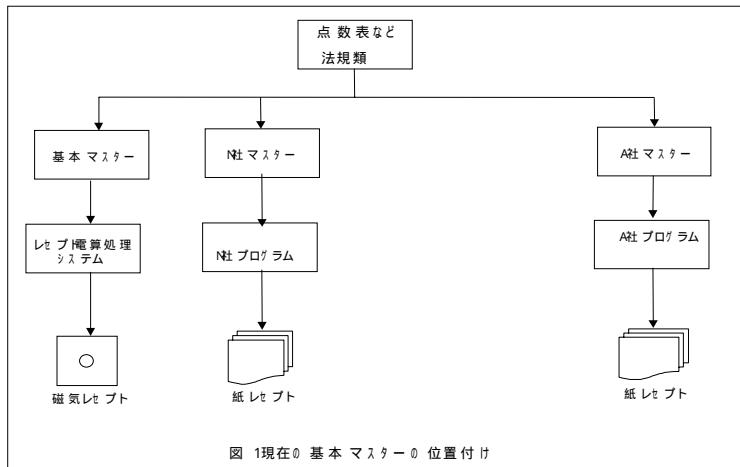 点数表など
法規類
基本マスター
N社マスター
A社マスター
レセプト電算処理
システム
N社プログラム
A社プログラム
磁気レセプト
紙レセプト
紙レセプト
図 1現在の基本マスターの位置付け